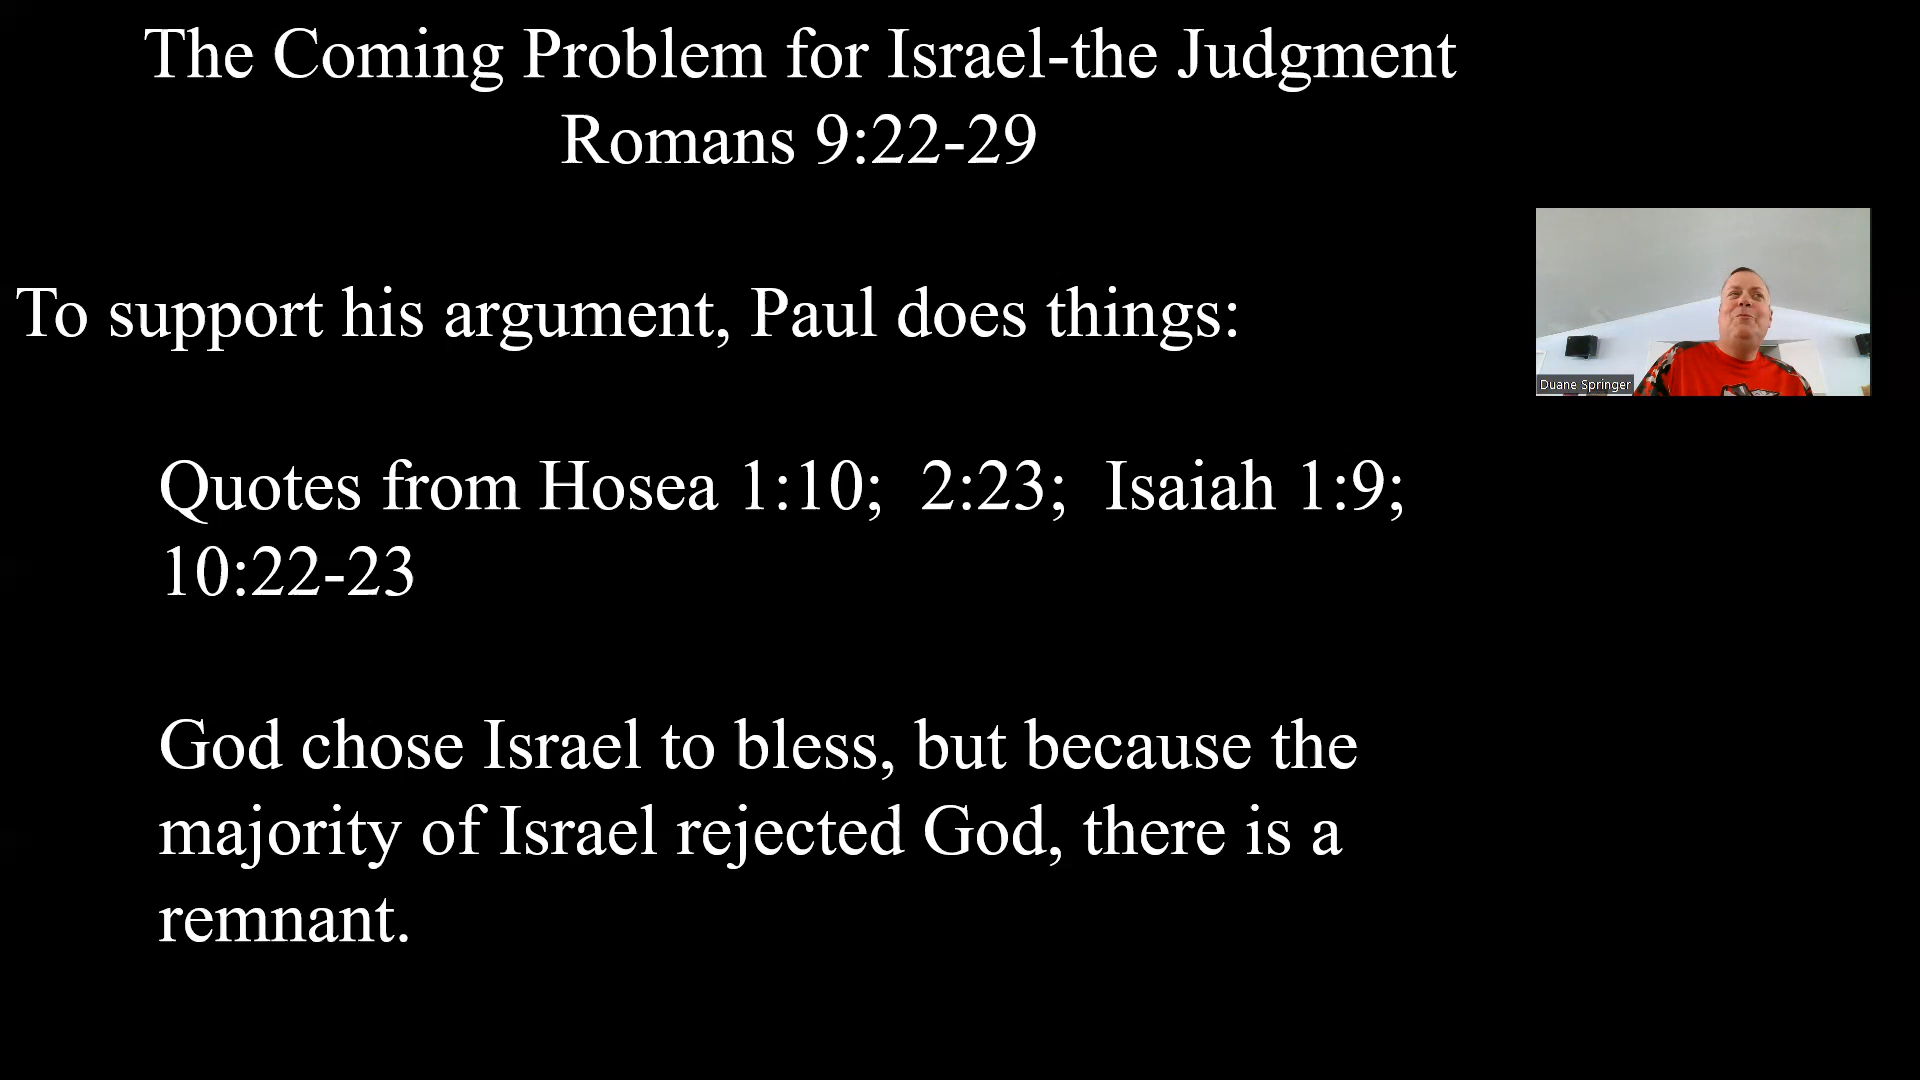 The Coming Problem for Israel-the Judgment
Romans 9:22-29
To support his argument, Paul does things:
Duane Springer
Quotes from Hosea 1:10;  2:23;  Isaiah 1:9;
10:22-23
God chose Israel to bless, but because the
majority of Israel rejected God, there is a
remnant.